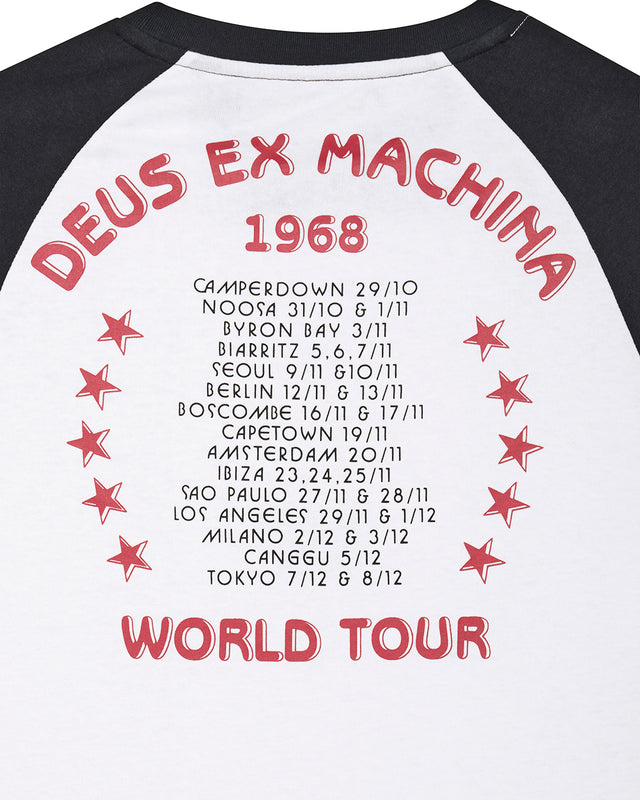 DEUS EX MACHINA
1968
CAMPERDOWN 29/10
NOOSA 31/10 & 1/11
BYRON BAY 3/11
BIARRITZ 5,6,7/11
SEOUL 9/11 &10/11
BERLIN 12/11 & 13/11
BOSCOMBE 16/11 & 17/11
CAPETOWN 19/11
AMSTERDAM 20/11
IBIZA 23,24,25/11
SAO PAULO 27/11 & 28/11
LOS ANGELES 29/11 & 1/12
MILANO 2/12 & 3/12
CANGGU 5/12
TOKYO 7/12 & 8/12
WORLD TOUR